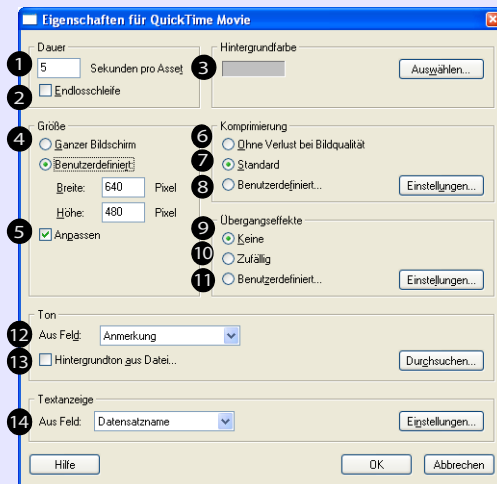 Eigenschaften für QuickTime Movie
Dauer
1 5 Sekunden pro Asset
2 Endlosschleife
Hintergrundfarbe
3 Auswählen...
Größe
4 Ganzer Bildschirm
Benutzerdefiniert
Breite: 640 Pixel
Höhe: 480 Pixel
5 Anpassen
Komprimierung
6 Ohne Verlust bei Bildqualität
7 Standard
8 Benutzerdefiniert... Einstellungen...
Übergangseffekte
9 Keine
10 Zufällig
11 Benutzerdefiniert... Einstellungen...
Ton
12 Aus Feld: Anmerkung
13 Hintergrundton aus Datei... Durchsuchen...
Textanzeige
14 Aus Feld: Datensatzname Einstellungen...
Hilfe OK Abbrechen